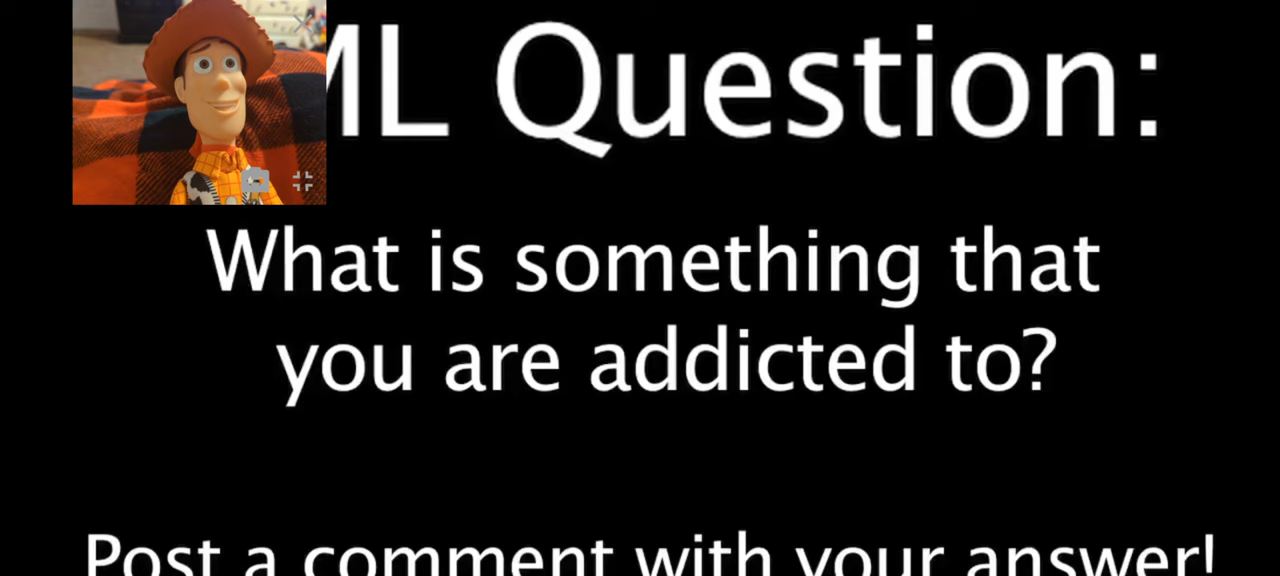 ML Question:
What is something that
you are addicted to?
Post a comment with your answer!